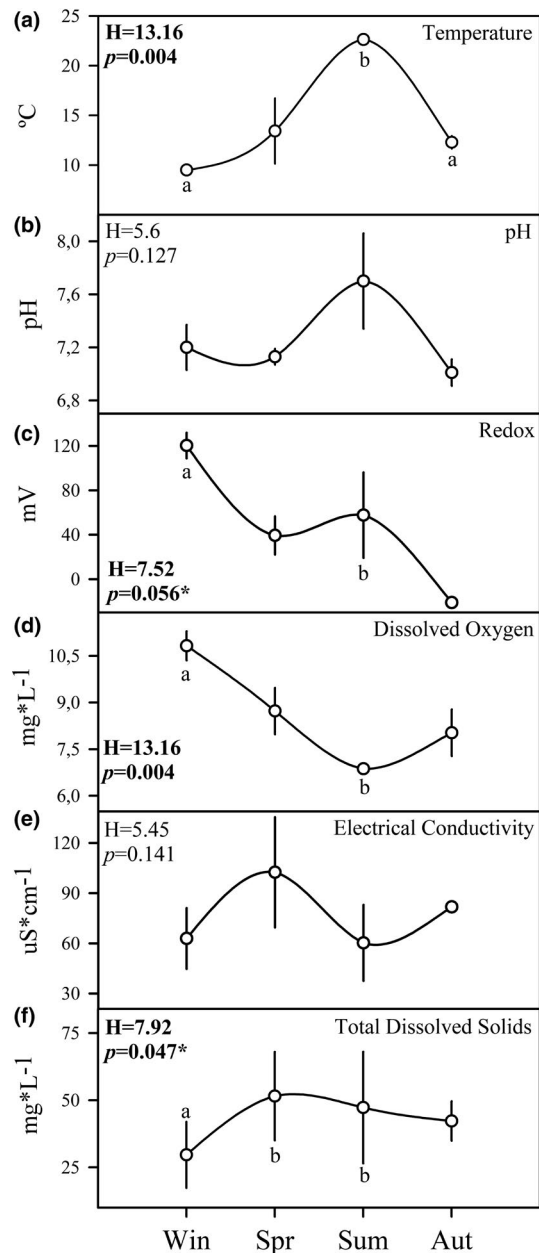 (a)
H=13.16
p=0.004
Temperature
25
20
15
10
ºC
a
b
a
(b)
H=5.6
p=0.127
pH
8,0
7,6
7,2
6,8
pH
(c)
Redox
120
80
40
0
mV
a
b
H=7.52
p=0.056*
(d)
Dissolved Oxygen
10,5
9,0
7,5
6,0
mg*L-1
a
b
H=13.16
p=0.004
(e)
H=5.45
p=0.141
Electrical Conductivity
120
90
60
30
uS*cm-1
(f)
H=7.92
p=0.047*
Total Dissolved Solids
75
50
25
mg*L-1
a
b
b
Win Spr Sum Aut